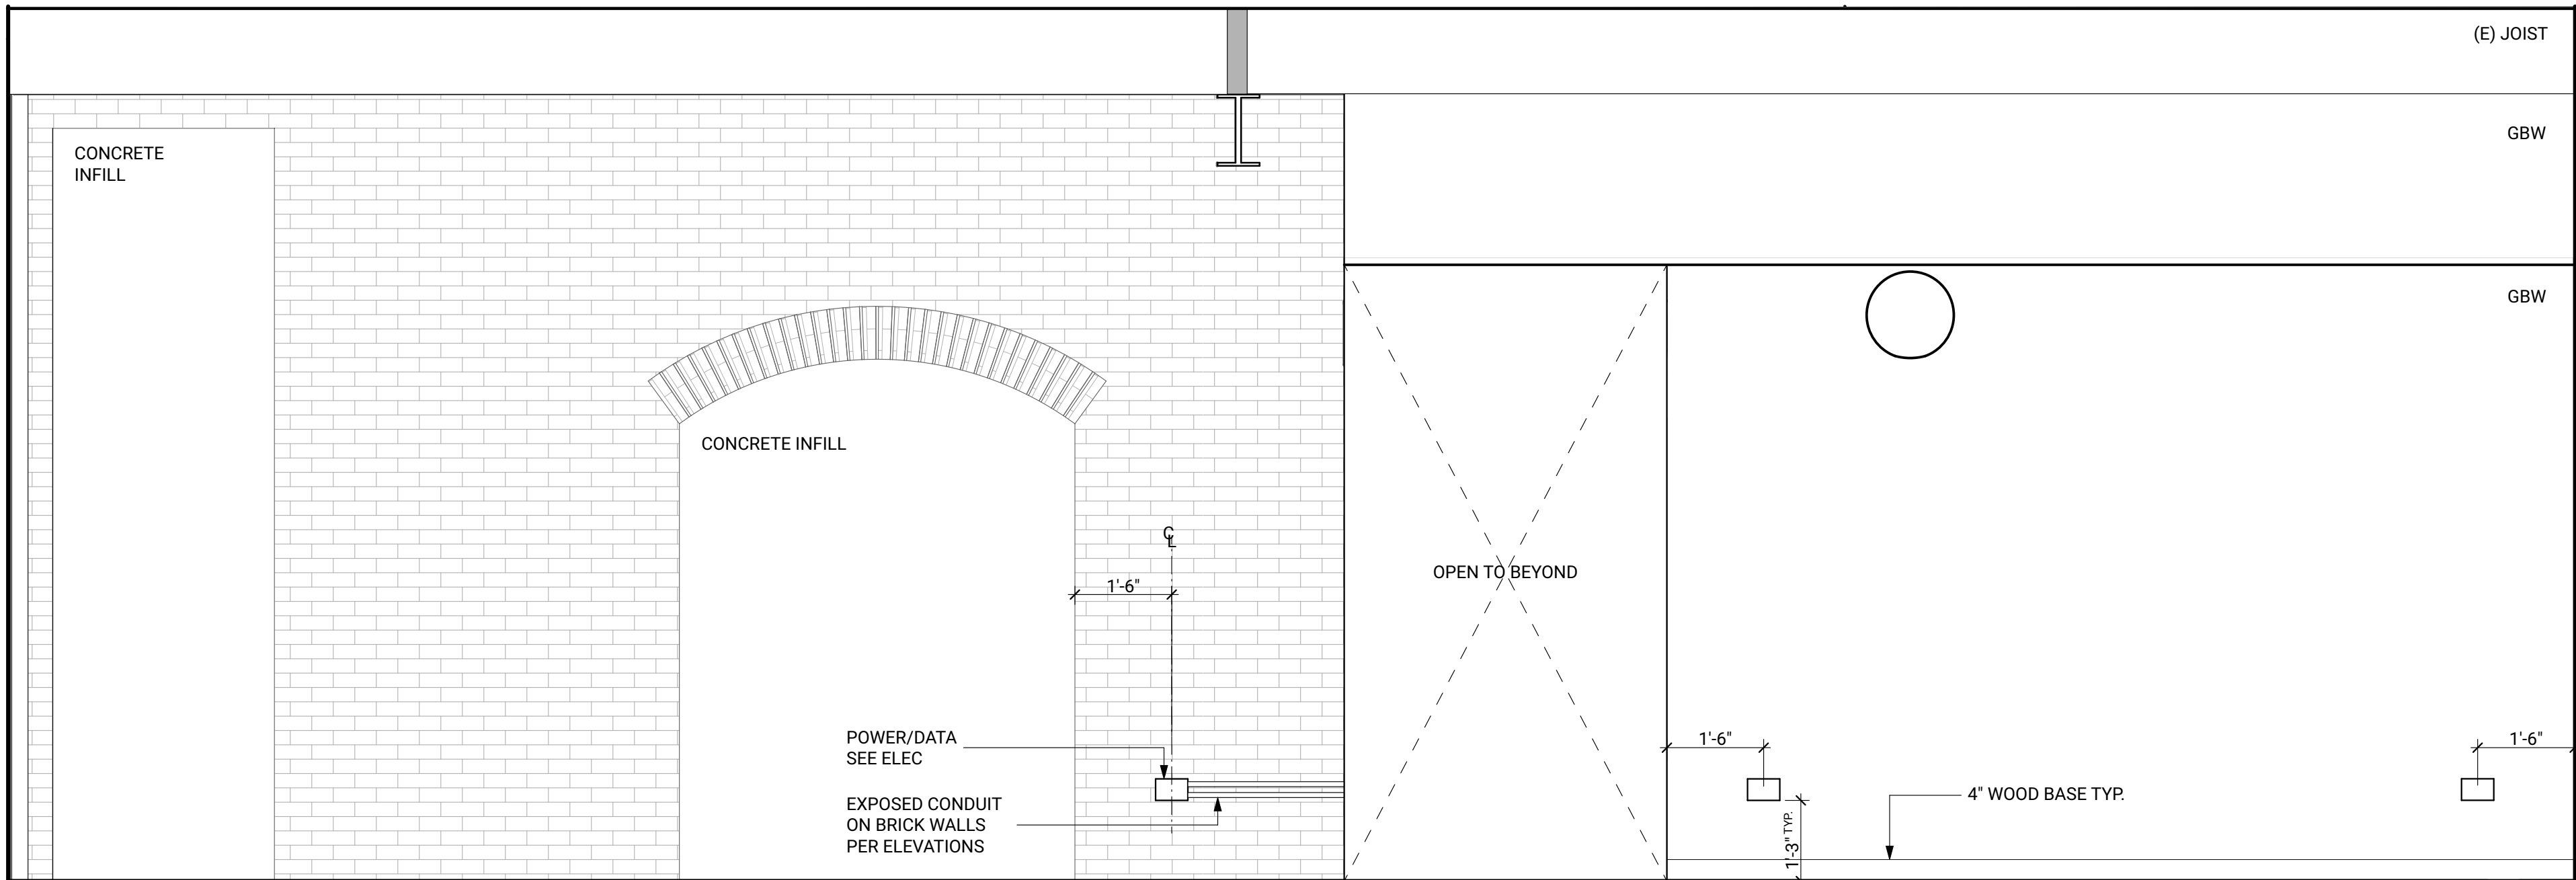 (E) JOIST
GBW
CONCRETE
INFILL
GBW
CONCRETE INFILL
CL
1'-6"
OPEN TO BEYOND
POWER/DATA
SEE ELEC
1'-6"
1'-6"
EXPOSED CONDUIT
ON BRICK WALLS
PER ELEVATIONS
4" WOOD BASE TYP.
1'-3" TYP.